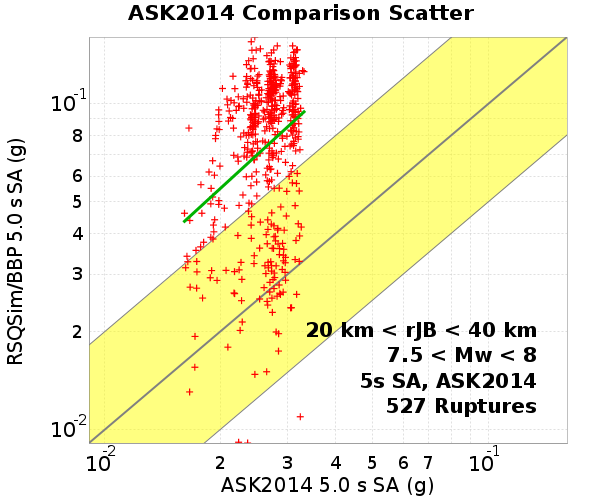 ASK2014 Comparison Scatter
RSQSim/BBP 5.0 s SA (g)
10-1
8
6
5
4
3
2
10-2
20 km < rJB < 40 km
7.5 < Mw < 8
5s SA, ASK2014
527 Ruptures
10-2 2 3 4 5 6 7 10-1
ASK2014 5.0 s SA (g)